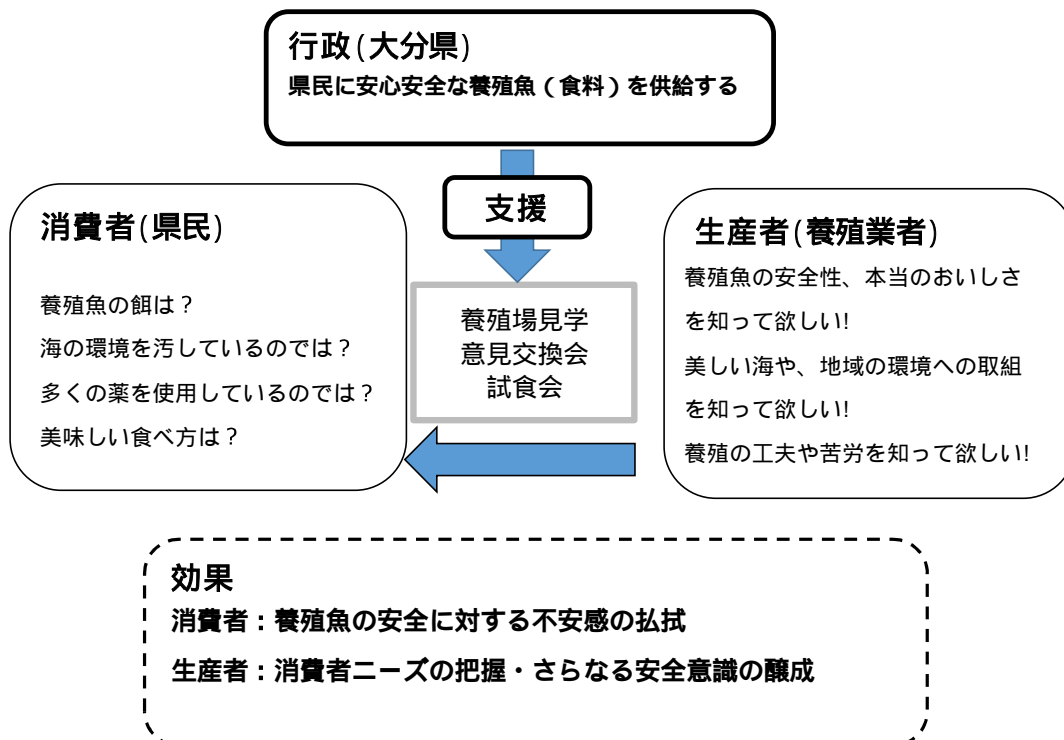 行政(大分県)
県民に安心安全な養殖魚（食料）を供給する
支援
消費者(県民)
養殖魚の餌は？
海の環境を汚しているのでは？
多くの薬を使用しているのでは？
美味しい食べ方は？
養殖場見学
意見交換会
試食会
生産者(養殖業者)
養殖魚の安全性、本当のおいしさ
を知って欲しい!
美しい海や、地域の環境への取組
を知って欲しい!
養殖の工夫や苦労を知って欲しい!
効果
消費者：養殖魚の安全に対する不安感の払拭
生産者：消費者ニーズの把握・さらなる安全意識の醸成